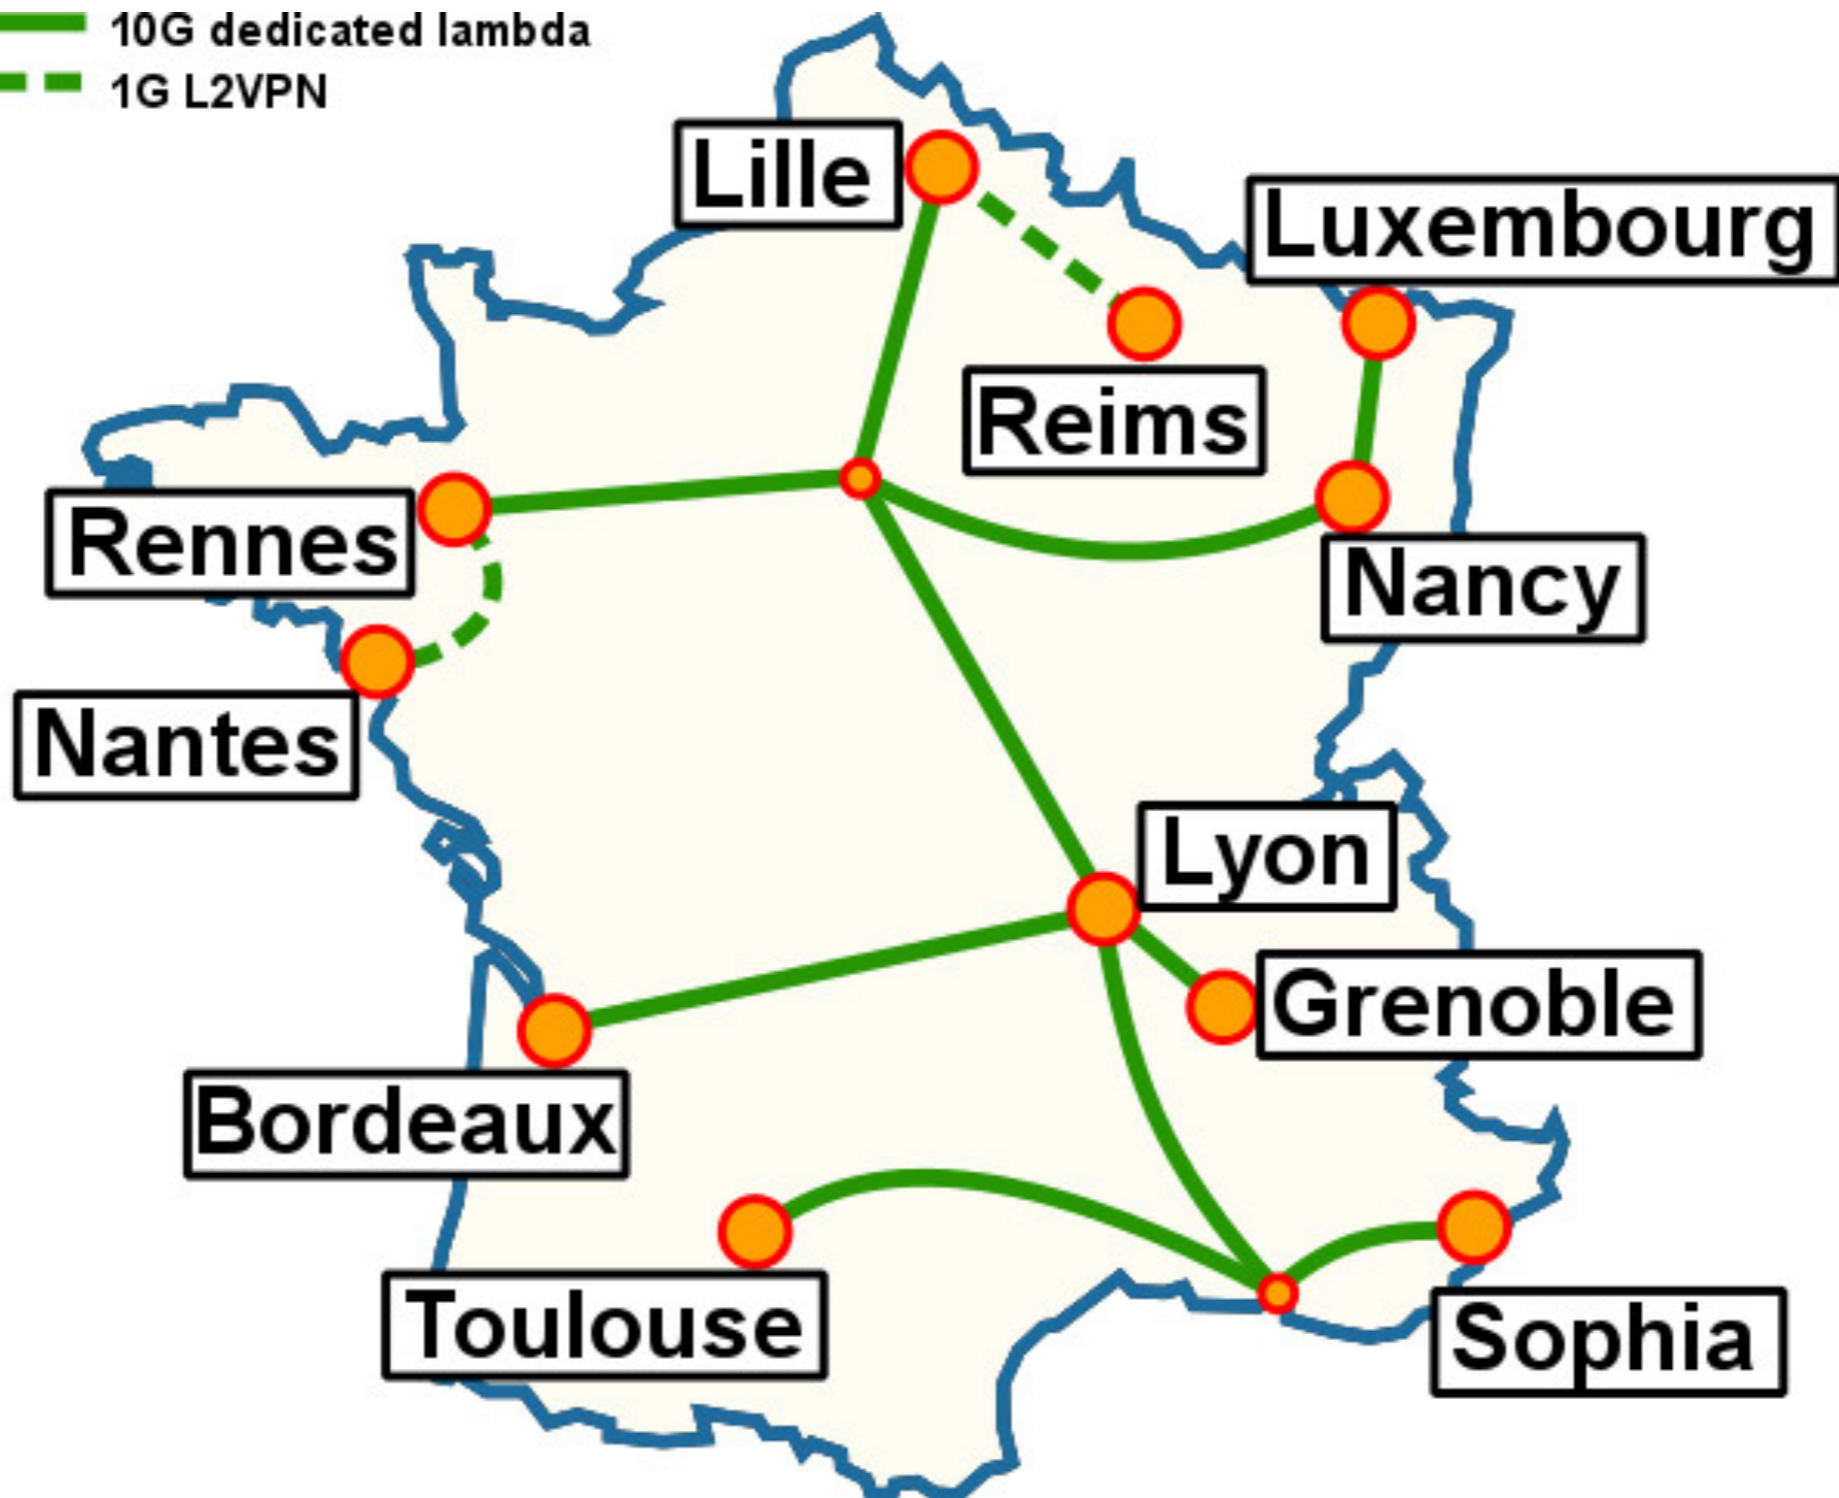 10G dedicated lambda
1G L2VPN
Lille
Luxembourg
Reims
Rennes
Nancy
Nantes
Lyon
Grenoble
Bordeaux
Toulouse
Sophia